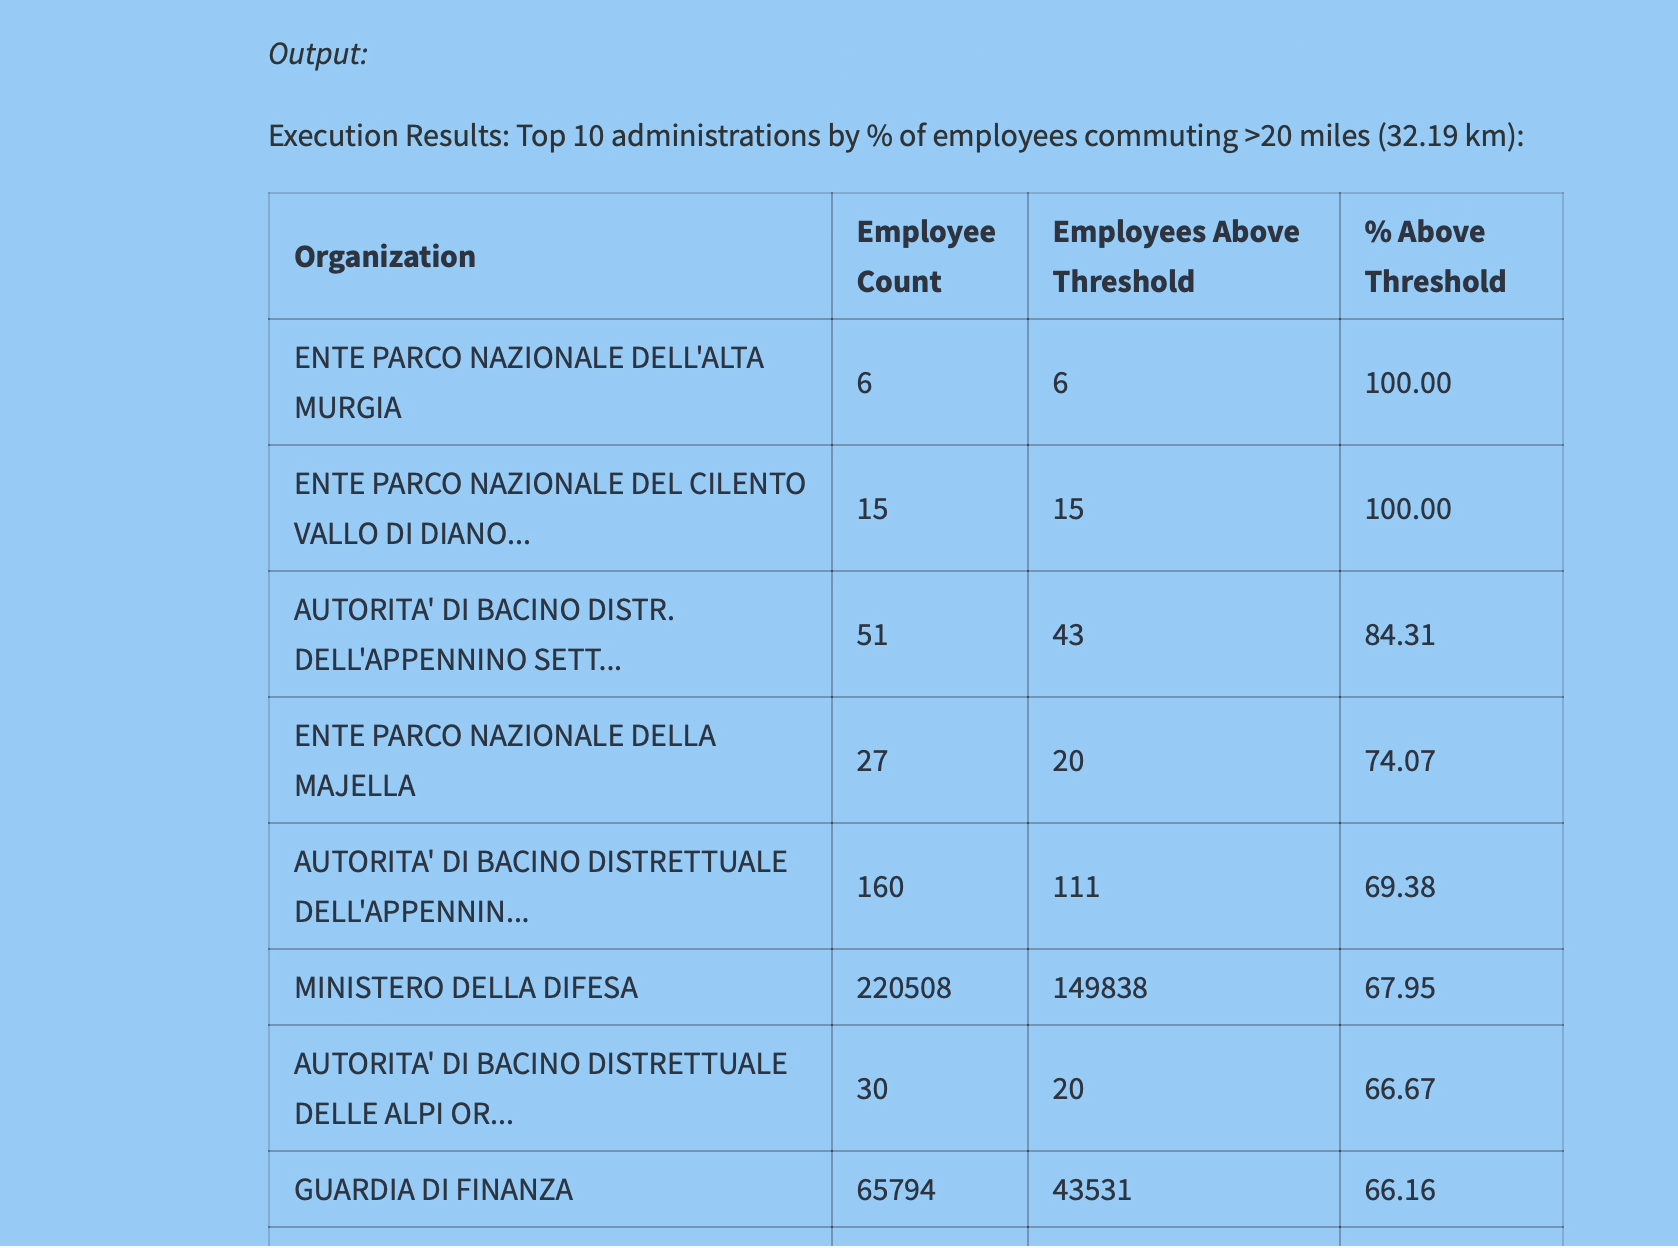 Output:
Execution Results: Top 10 administrations by % of employees commuting >20 miles (32.19 km):
Organization
Employee
Count
Employees Above
Threshold
% Above
Threshold
ENTE PARCO NAZIONALE DELL'ALTA
MURGIA
6
6
100.00
ENTE PARCO NAZIONALE DEL CILENTO
VALLO DI DIANO...
15
15
100.00
AUTORITA' DI BACINO DISTR.
DELL'APPENNINO SETT...
51
43
84.31
ENTE PARCO NAZIONALE DELLA
MAJELLA
27
20
74.07
AUTORITA' DI BACINO DISTRETTUALE
DELL'APPENNIN...
160
111
69.38
MINISTERO DELLA DIFESA
220508
149838
67.95
AUTORITA' DI BACINO DISTRETTUALE
DELLE ALPI OR...
30
20
66.67
GUARDIA DI FINANZA
65794
43531
66.16